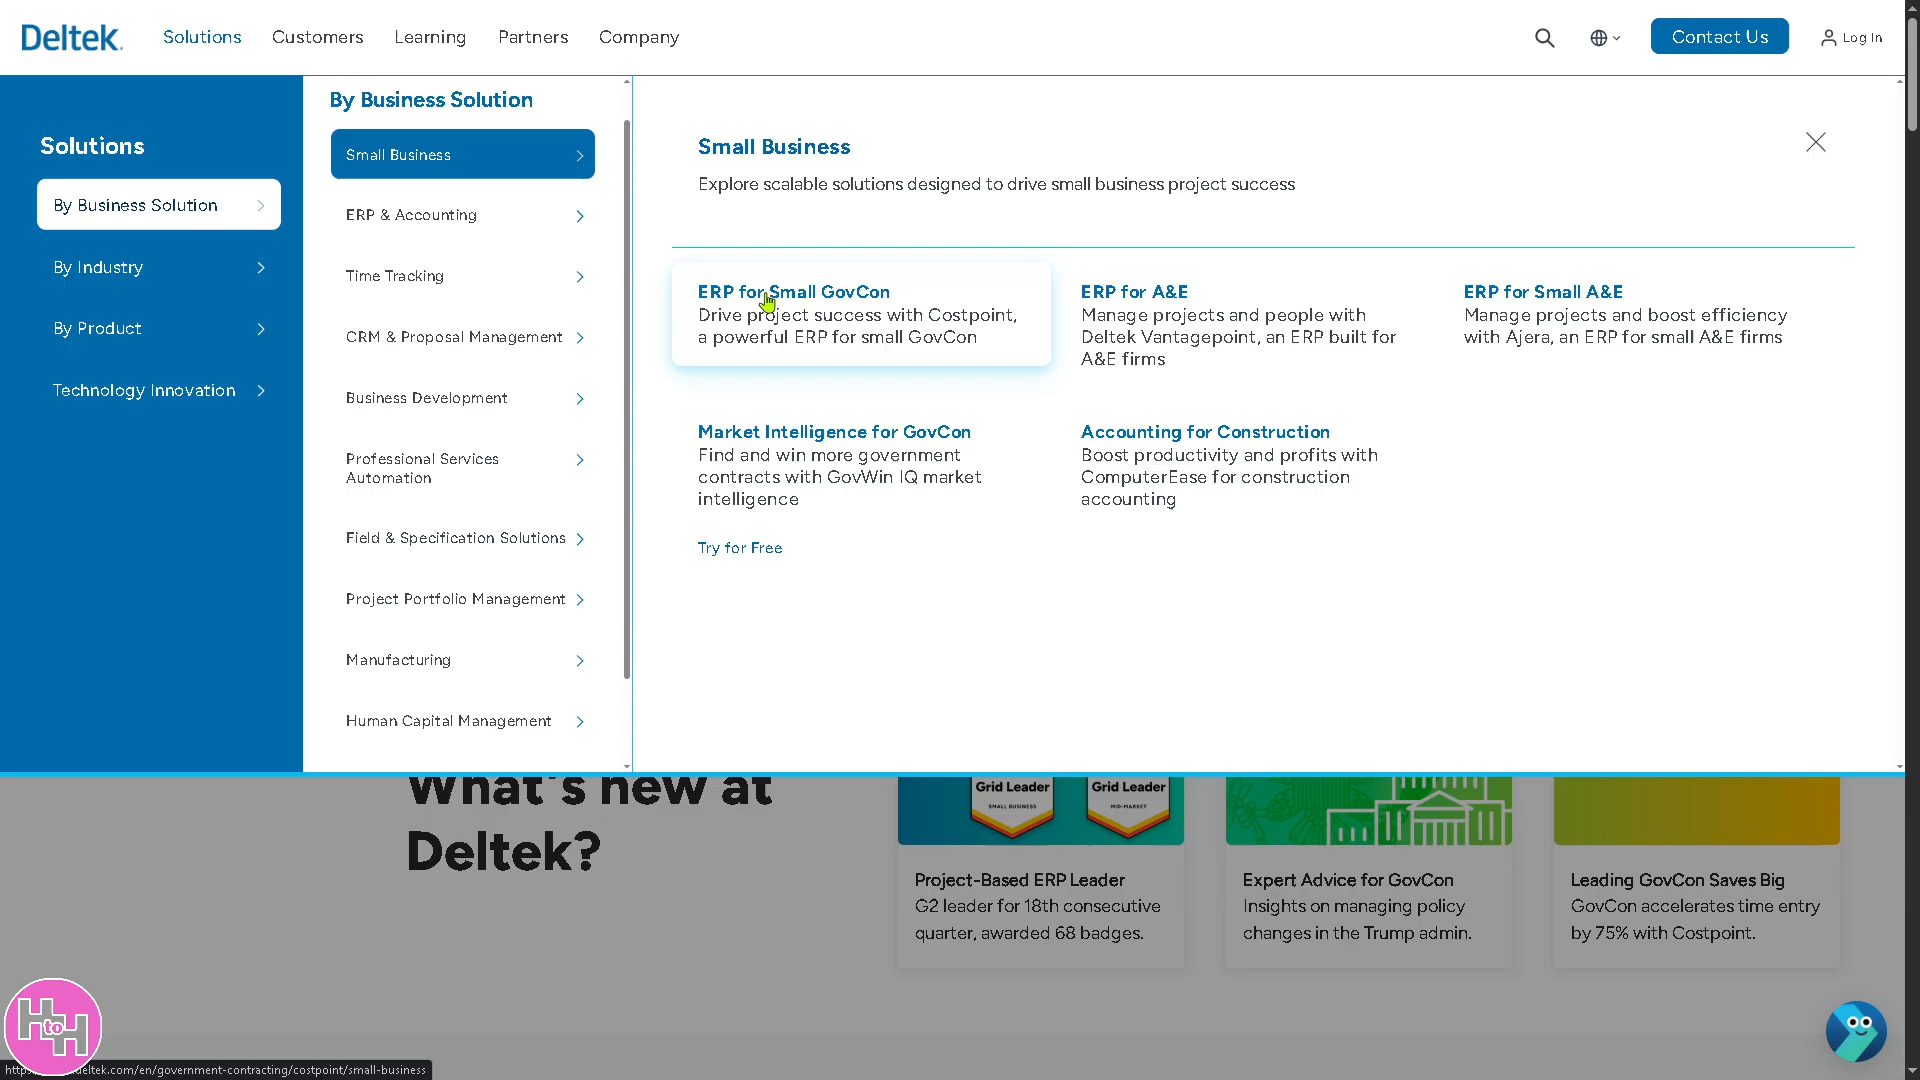 Deltek.
Solutions
Customers
Learning
Partners
Company
Contact Us
Log In
Solutions
By Business Solution
By Industry
By Product
Technology Innovation
By Business Solution
Small Business
ERP & Accounting
Time Tracking
CRM & Proposal Management
Business Development
Professional Services
Automation
Field & Specification Solutions
Project Portfolio Management
Manufacturing
Human Capital Management
Small Business
Explore scalable solutions designed to drive small business project success
ERP for Small GovCon
Drive project success with Costpoint,
a powerful ERP for small GovCon
ERP for A&E
Manage projects and people with
Deltek Vantagepoint, an ERP built for
A&E firms
ERP for Small A&E
Manage projects and boost efficiency
with Ajera, an ERP for small A&E firms
Market Intelligence for GovCon
Find and win more government
contracts with GovWin IQ market
intelligence
Try for Free
Accounting for Construction
Boost productivity and profits with
ComputerEase for construction
accounting
What's new at
Deltek?
Grid Leader
SMALL BUSINESS
Grid Leader
MID-MARKET
Project-Based ERP Leader
G2 leader for 18th consecutive
quarter, awarded 68 badges.
Expert Advice for GovCon
Insights on managing policy
changes in the Trump admin.
Leading GovCon Saves Big
GovCon accelerates time entry
by 75% with Costpoint.
H to H
deltek.com/en/government-contracting/costpoint/small-business